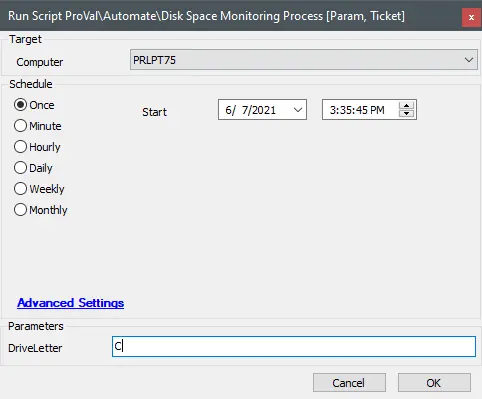 Run Script ProVal\Automate\Disk Space Monitoring Process [Param, Ticket] x
Target
Computer PRLPT75
Schedule
Once Start 6/ 7/2021 3:35:45 PM
Minute
Hourly
Daily
Weekly
Monthly
Advanced Settings
Parameters
DriveLetter C
Cancel OK